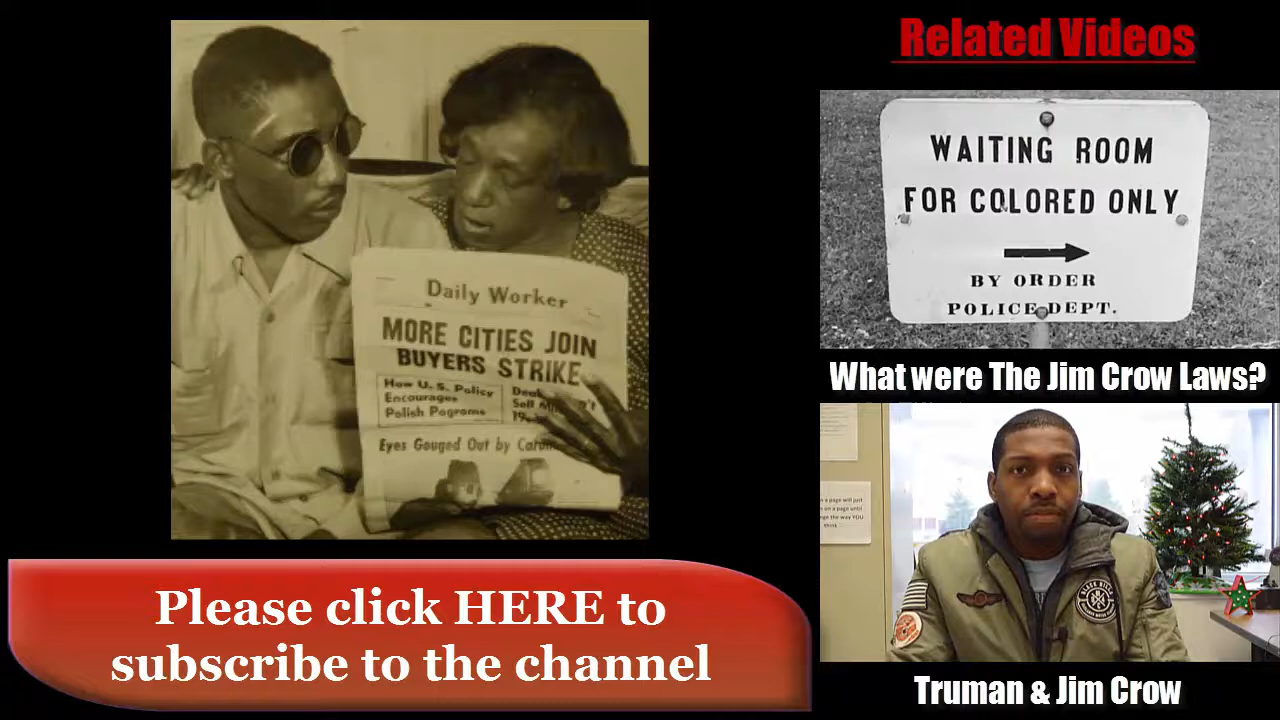 Related Videos
Daily Worker
MORE CITIES JOIN
BUYERS STRIKE
How U. S. Policy
Encourages
Polish Pogroms
Eyes Gouged Out by
WAITING ROOM
FOR COLORED ONLY
BY ORDER
POLICE DEPT.
What were The Jim Crow Laws?
Truman & Jim Crow
Please click HERE to
subscribe to the channel